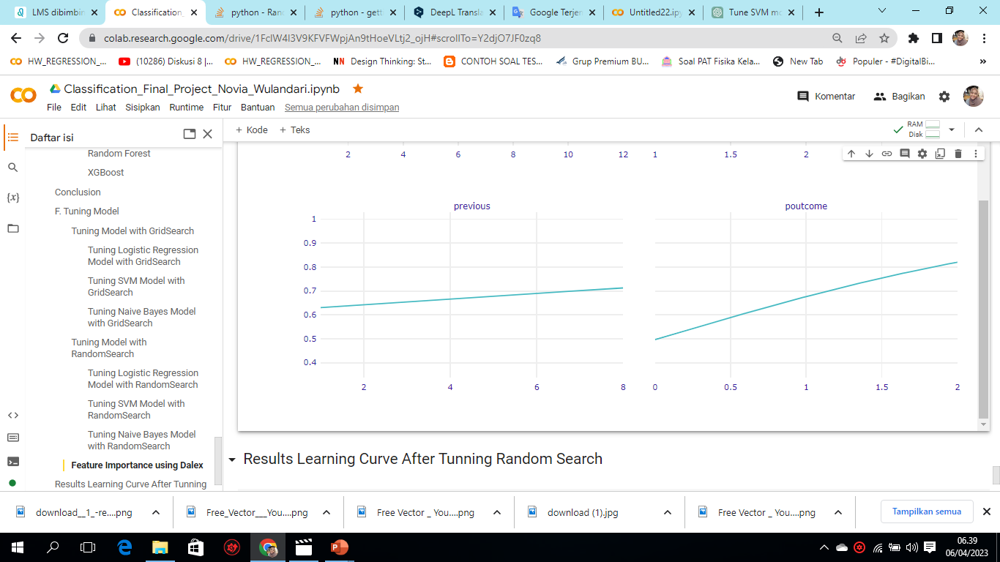 LMS dibimbin
Classification_
python - Ran
python - gett
DeepL Transla
Google Terjer
Untitled22.ipy
Tune SVM mo
colab.research.google.com/drive/1FclW4l3V9KFVFWpjAn9tHoeVLtj2_ojH#scrollTo=Y2djO7JF0zq8
HW_REGRESSION_...
(10286) Diskusi 8 |...
HW_REGRESSION_...
NN Design Thinking: St...
CONTOH SOAL TES...
Grup Premium BU...
Soal PAT Fisika Kela...
New Tab
Populer - #DigitalBi...
»
Classification_Final_Project_Novia_Wulandari.ipynb
File Edit Lihat Sisipkan Runtime Fitur Bantuan Semua perubahan disimpan
Komentar
Bagikan
Daftar isi
+ Kode + Teks
RAM
Disk
Random Forest
XGBoost
Conclusion
F. Tuning Model
Tuning Model with GridSearch
Tuning Logistic Regression
Model with GridSearch
Tuning SVM Model with
GridSearch
Tuning Naive Bayes Model
with GridSearch
Tuning Model with
RandomSearch
Tuning Logistic Regression
Model with RandomSearch
Tuning SVM Model with
RandomSearch
Tuning Naive Bayes Model
with RandomSearch
Feature Importance using Dalex
Results Learning Curve After Tunning
2 4 6 8 10 12
1 1.5 2
previous
1
0.9
0.8
0.7
0.6
0.5
0.4
2 4 6 8
poutcome
0 0.5 1 1.5 2
Results Learning Curve After Tunning Random Search
download__1_-re....png
Free_Vector___You....png
Free Vector _ You....png
download (1).jpg
Free Vector _ You....png
Tampilkan semua
06.39
06/04/2023